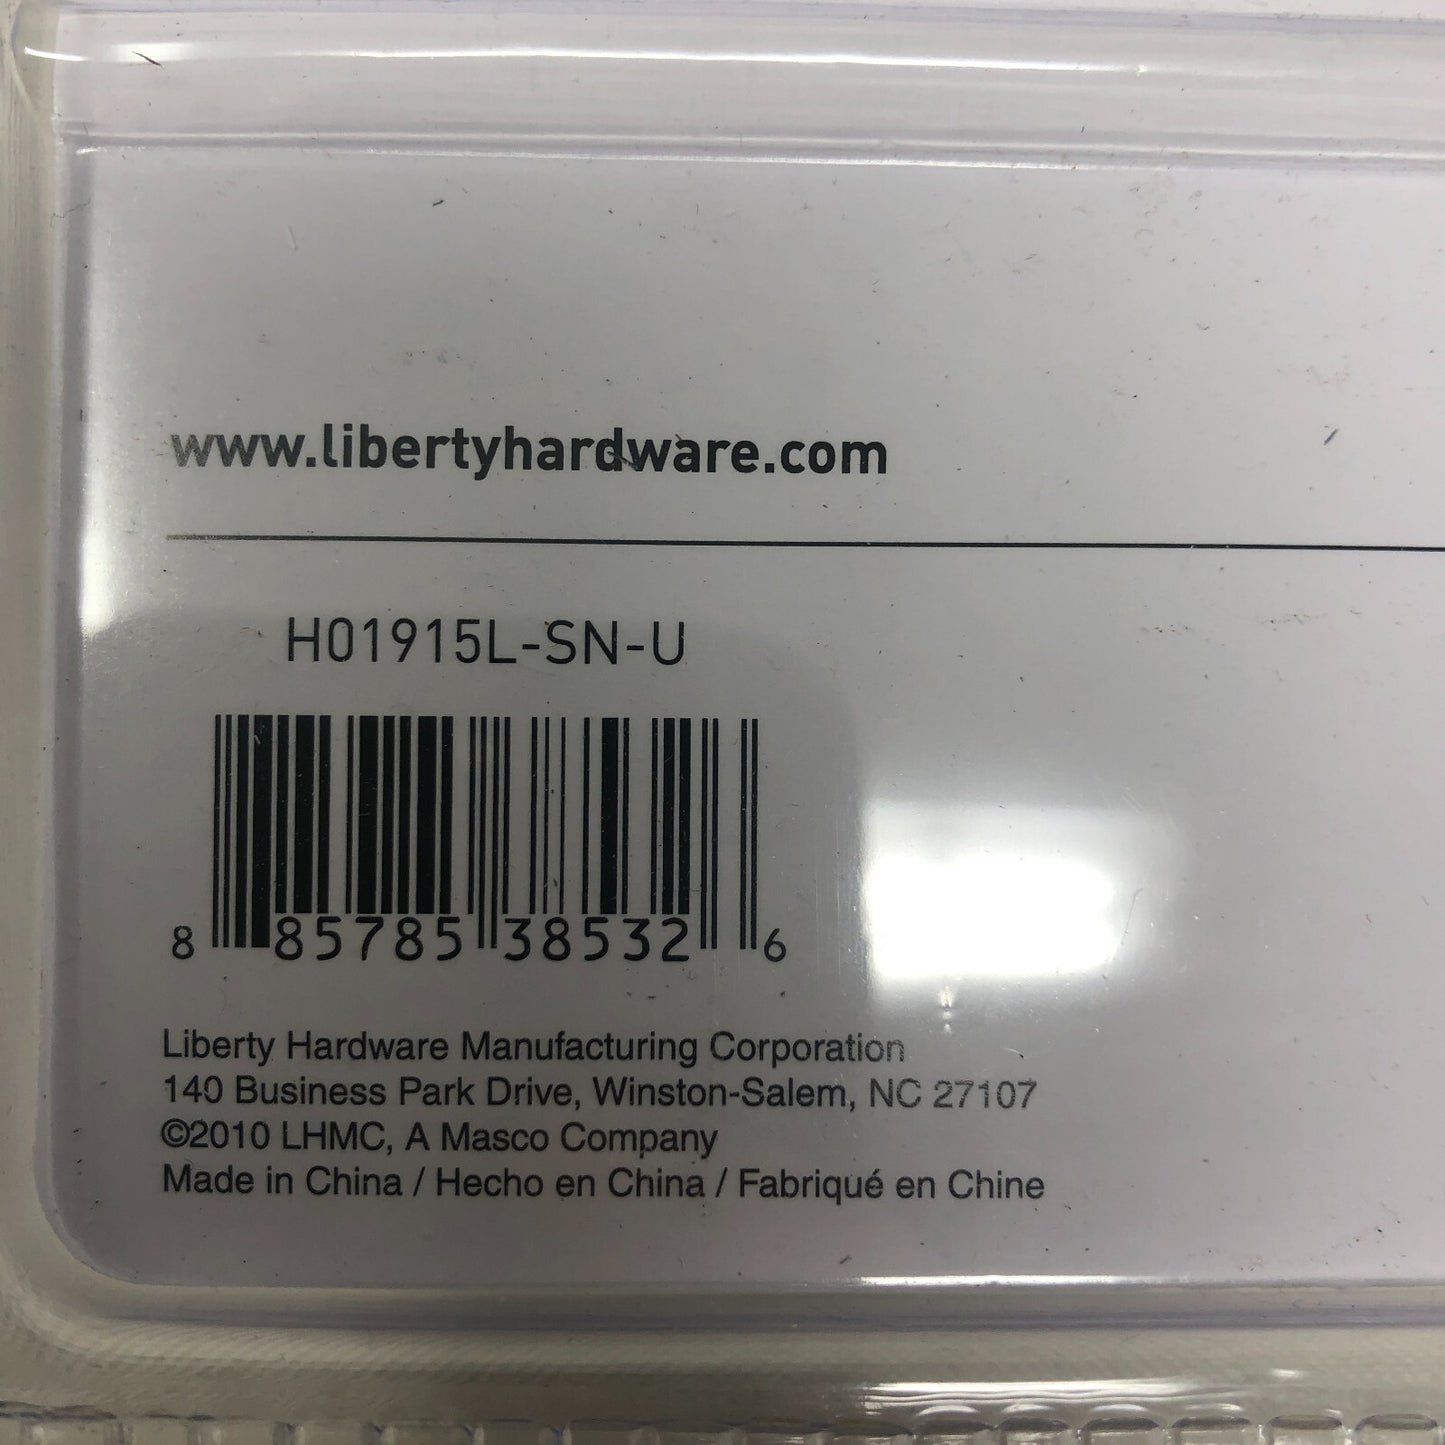 www.libertyhardware.com
H01915L-SN-U
8 85785 38532 6
Liberty Hardware Manufacturing Corporation
140 Business Park Drive, Winston-Salem, NC 27107
©2010 LHMC, A Masco Company
Made in China / Hecho en China / Fabriqué en Chine